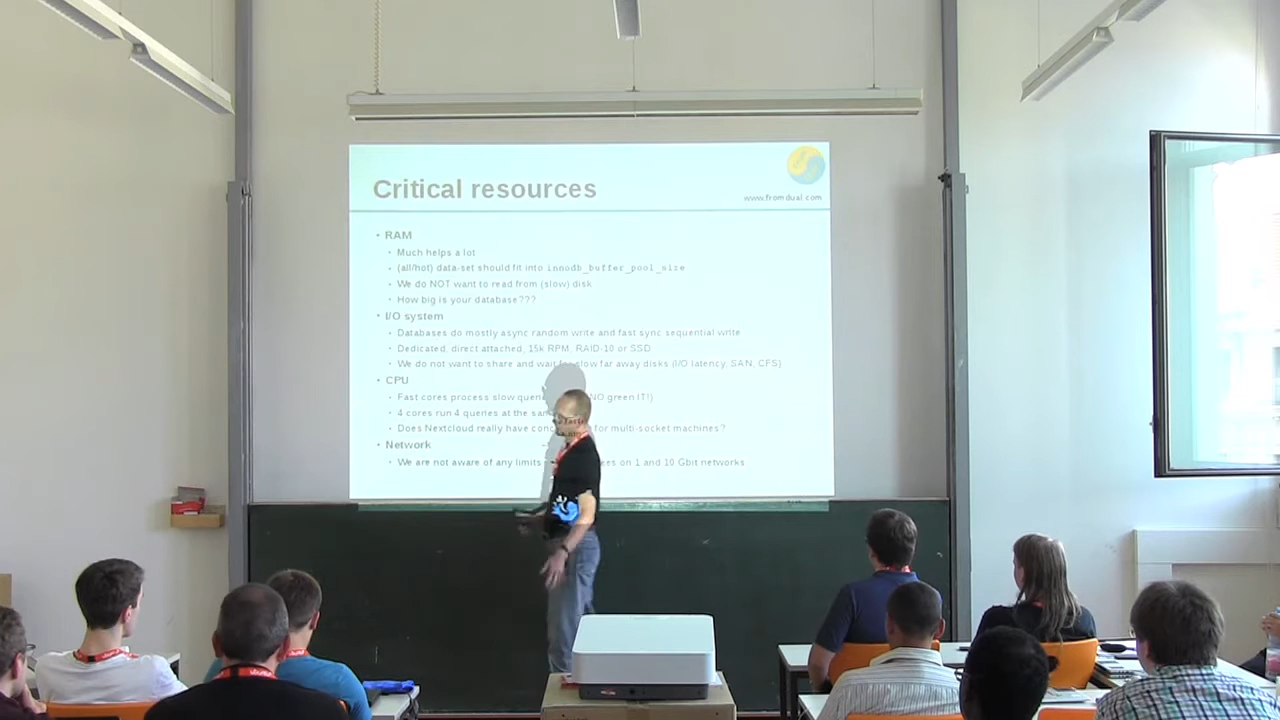 Critical resources
www.fromdual.com
• RAM
• Much helps a lot
• (all/hot) data-set should fit into innodb_buffer_pool_size
• We do NOT want to read from (slow) disk
• How big is your database???
• I/O system
• Databases do mostly async random write and fast sync sequential write
• Dedicated, direct attached, 15k RPM, RAID-10 or SSD
• We do not want to share and wait for slow far away disks (I/O latency, SAN, CFS)
• CPU
• Fast cores process slow NO green IT!)
• 4 cores run 4 queries at the
• Does Nextcloud really have for multi-socket machines?
• Network
• We are not aware of any limits on 1 and 10 Gbit networks